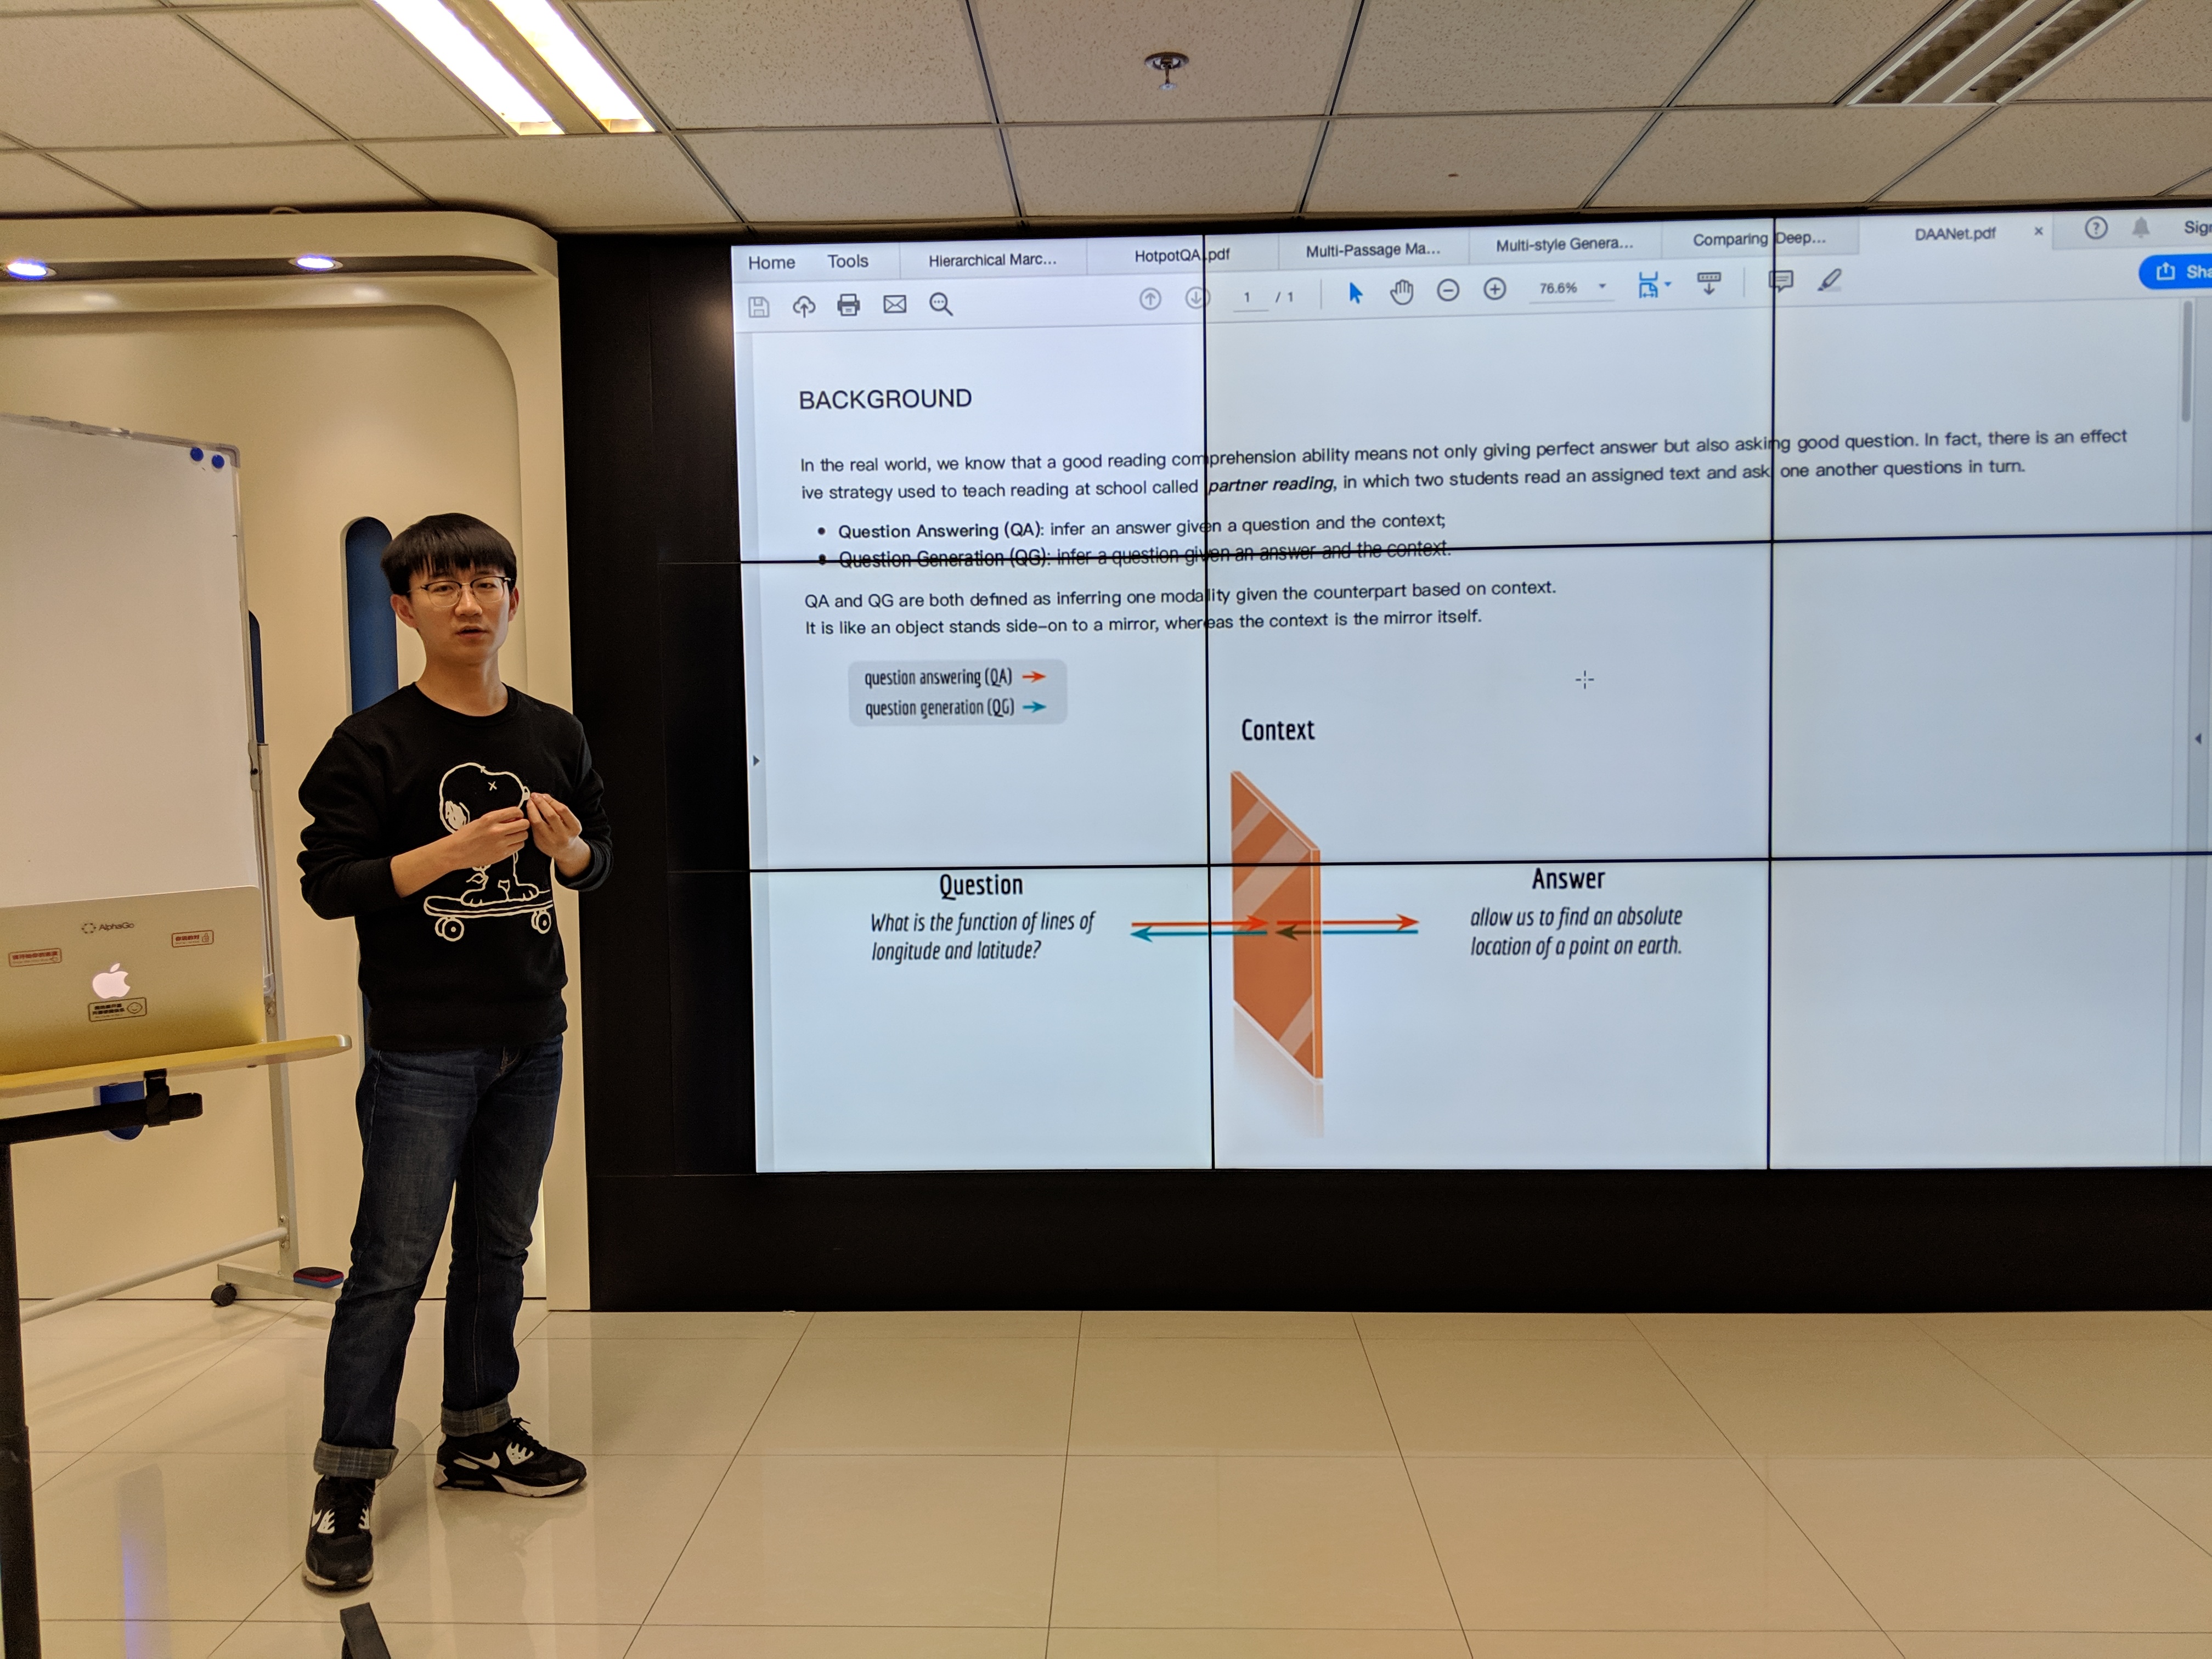 Home Tools Hierarchical Marc... HotpotQA.pdf Multi-Passage Ma... Multi-style Genera... Comparing Deep... DAANet.pdf × ? Sig
1 / 1 76.6% Sha
BACKGROUND
In the real world, we know that a good reading comprehension ability means not only giving perfect answer but also asking good question. In fact, there is an effect
ive strategy used to teach reading at school called partner reading, in which two students read an assigned text and ask one another questions in turn.
• Question Answering (QA): infer an answer given a question and the context;
• Question Generation (QG): infer a question given an answer and the context.
QA and QG are both defined as inferring one modality given the counterpart based on context.
It is like an object stands side-on to a mirror, whereas the context is the mirror itself.
question answering (QA)
question generation (QG)
Context
Question
What is the function of lines of
longitude and latitude?
Answer
allow us to find an absolute
location of a point on earth.
AlphaGo